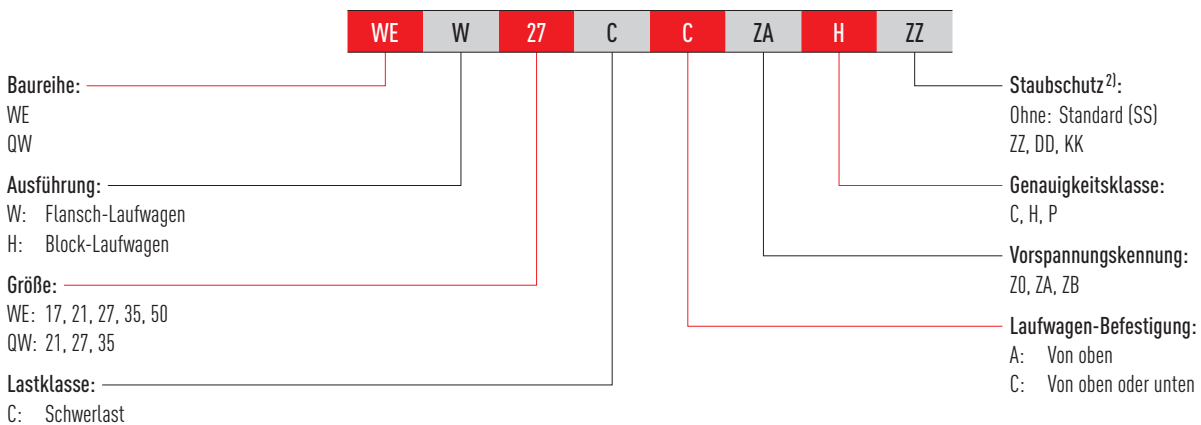 WE W 27 C C ZA H ZZ
Baureihe:
WE
QW
Ausführung:
W: Flansch-Laufwagen
H: Block-Laufwagen
Größe:
WE: 17, 21, 27, 35, 50
QW: 21, 27, 35
Lastklasse:
C: Schwerlast
Staubschutz2):
Ohne: Standard (SS)
ZZ, DD, KK
Genauigkeitsklasse:
C, H, P
Vorspannungskennung:
Z0, ZA, ZB
Laufwagen-Befestigung:
A: Von oben
C: Von oben oder unten